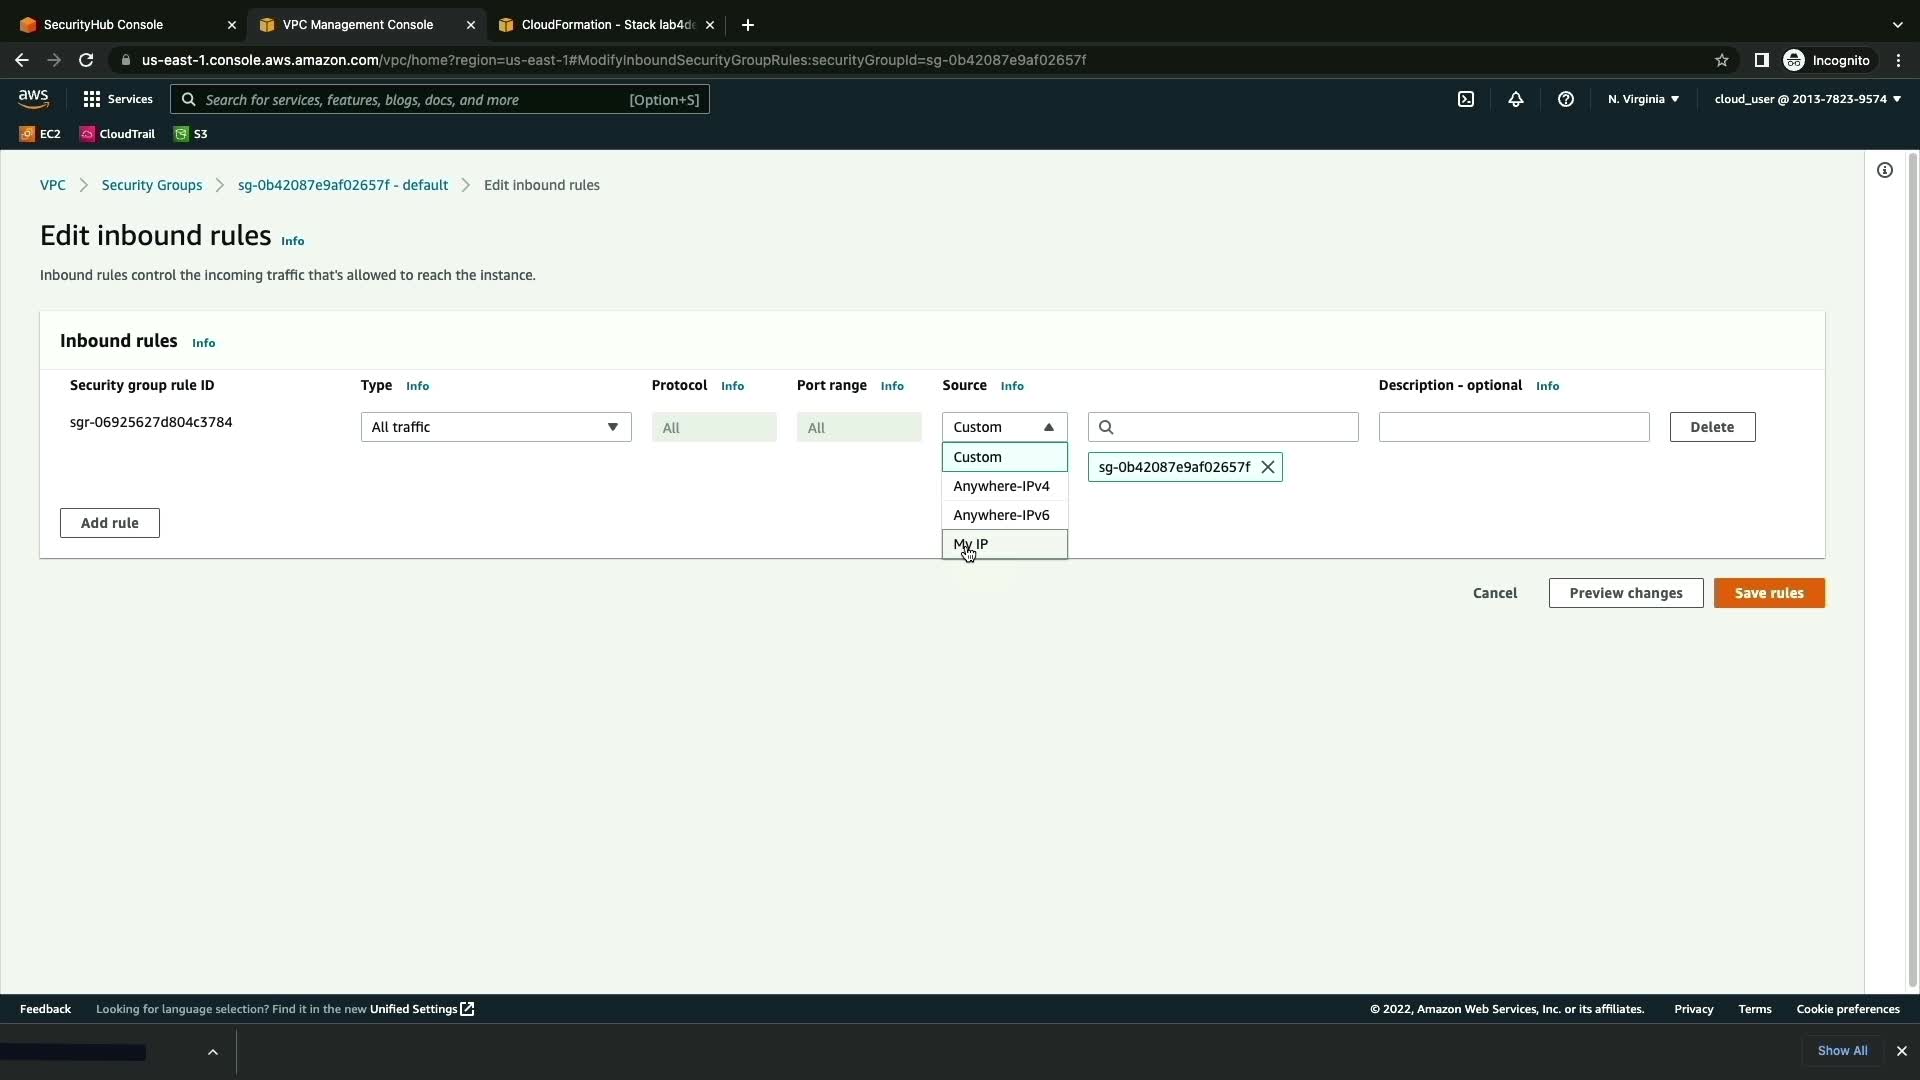 SecurityHub Console
VPC Management Console
CloudFormation - Stack lab4de
us-east-1.console.aws.amazon.com/vpc/home?region=us-east-1#ModifyInboundSecurityGroupRules:securityGroupId=sg-0b42087e9af02657f
Incognito
aws
Services
Search for services, features, blogs, docs, and more
[Option+S]
N. Virginia
cloud_user @ 2013-7823-9574
EC2
CloudTrail
S3
VPC
Security Groups
sg-0b42087e9af02657f - default
Edit inbound rules
Edit inbound rules
Info
Inbound rules control the incoming traffic that's allowed to reach the instance.
Inbound rules
Info
Security group rule ID
Type
Info
Protocol
Info
Port range
Info
Source
Info
Description - optional
Info
sgr-06925627d804c3784
All traffic
All
All
Custom
Delete
Custom
sg-0b42087e9af02657f
Anywhere-IPv4
Anywhere-IPv6
My IP
Add rule
Cancel
Preview changes
Save rules
Feedback
Looking for language selection? Find it in the new Unified Settings
© 2022, Amazon Web Services, Inc. or its affiliates.
Privacy
Terms
Cookie preferences
Show All